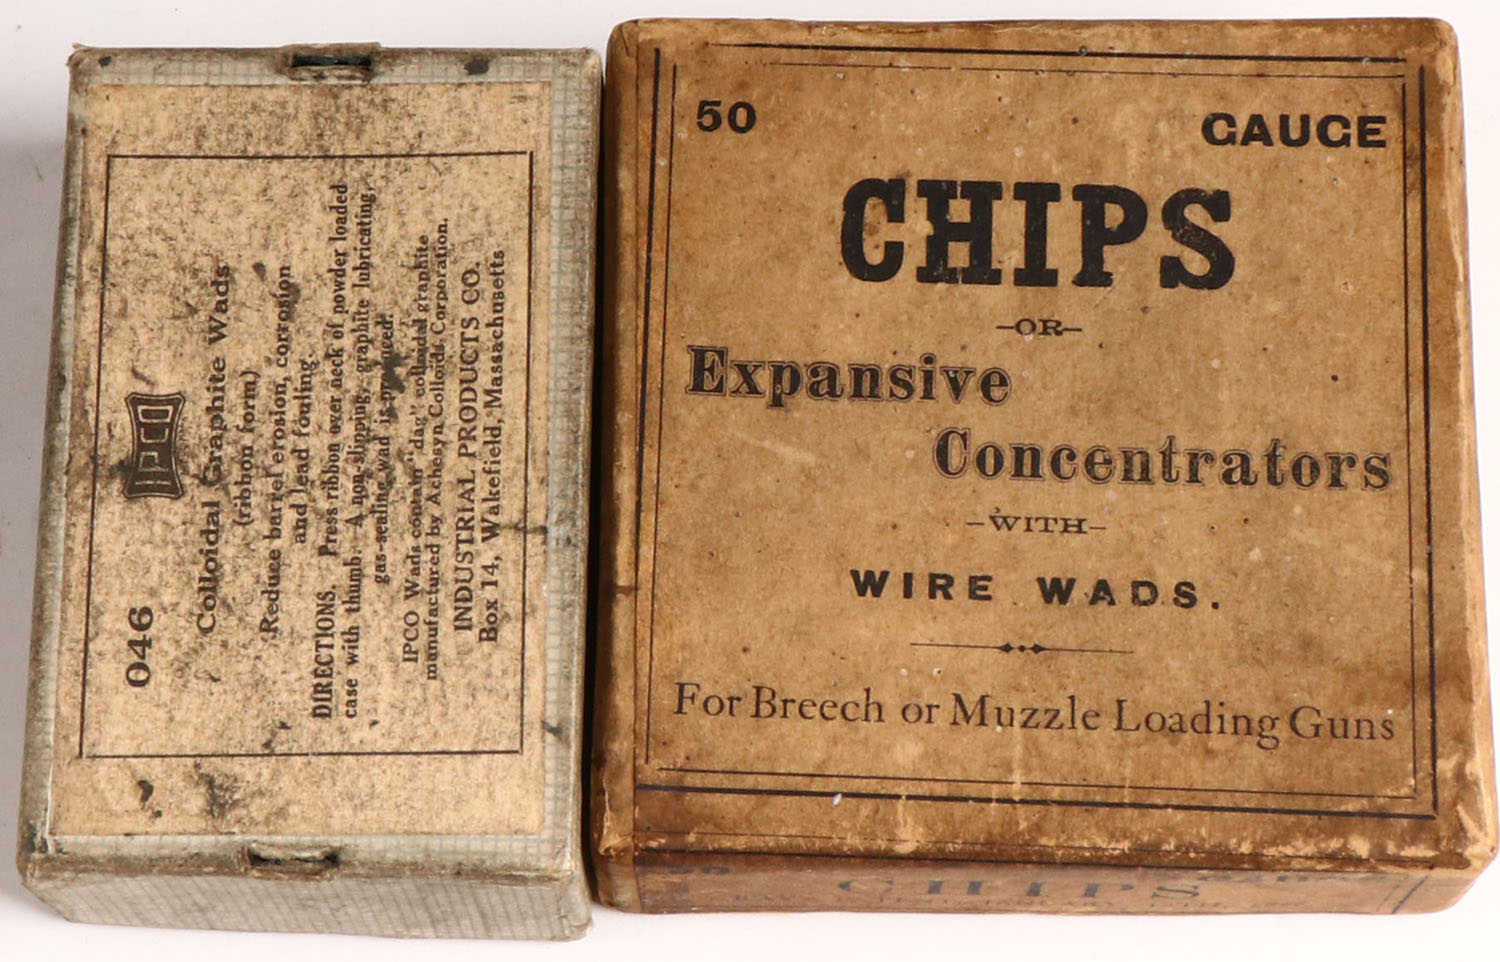 IPCO
046
Colloidal Graphite Wads
(ribbon form)
Reduce barrel erosion, corrosion
and lead fouling.
DIRECTIONS. Press ribbon over neck of powder loaded
case with thumb. A non-slipping, graphite lubricating,
gas-sealing wad is produced.
IPCO Wads contain "dag" colloidal graphite
manufactured by Acheson Colloids Corporation.
INDUSTRIAL PRODUCTS CO.
Box 14, Wakefield, Massachusetts
50 GAUGE
CHIPS
-OR-
Expansive
Concentrators
-WITH-
WIRE WADS.
For Breech or Muzzle Loading Guns
50
CHIPS